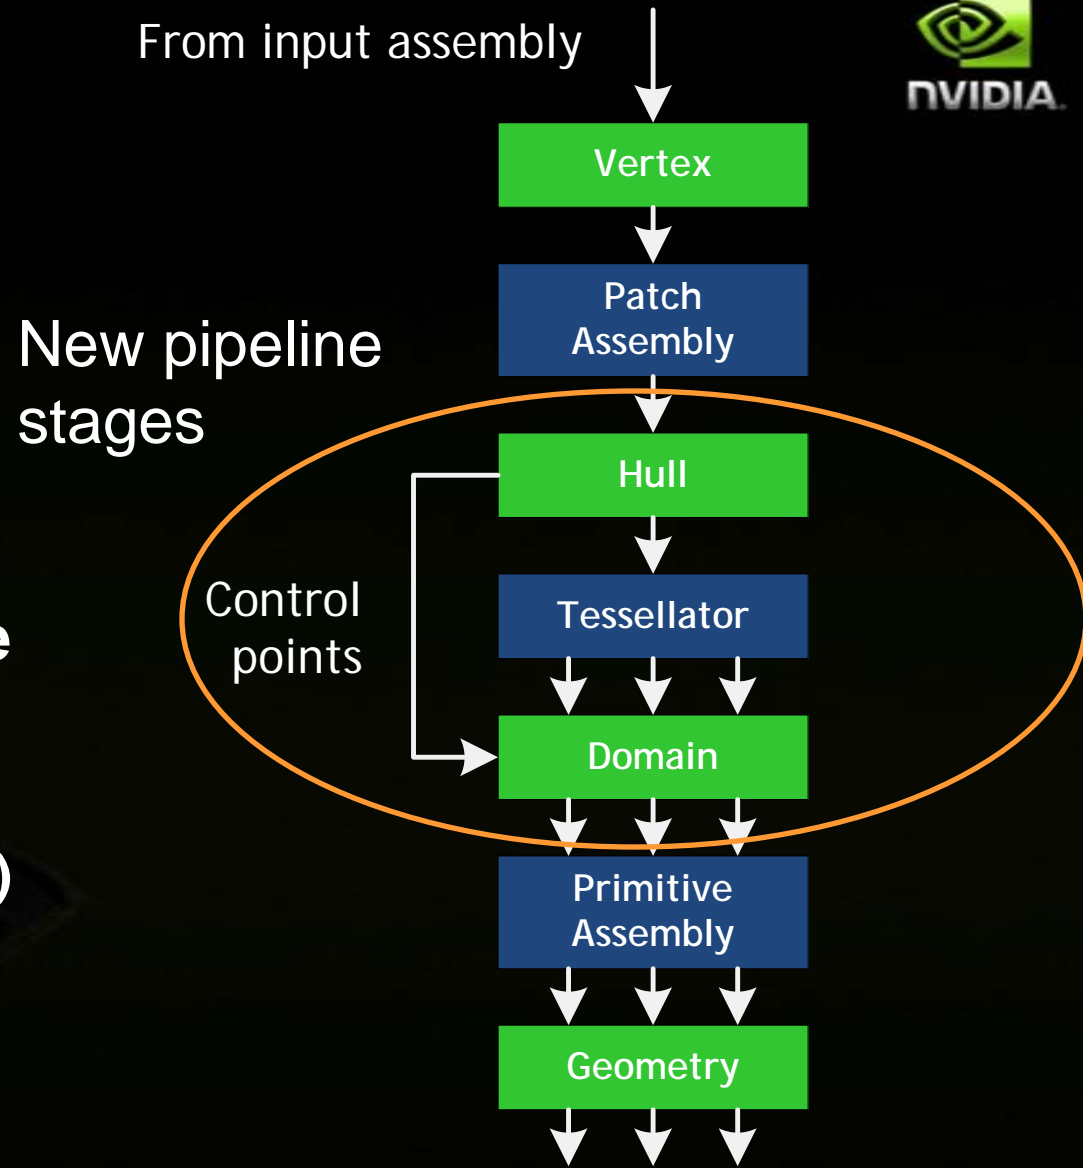 From input assembly
NVIDIA.
Vertex
Patch
Assembly
New pipeline
stages
Hull
Control
points
Tessellator
e
Domain
)
Primitive
Assembly
Geometry